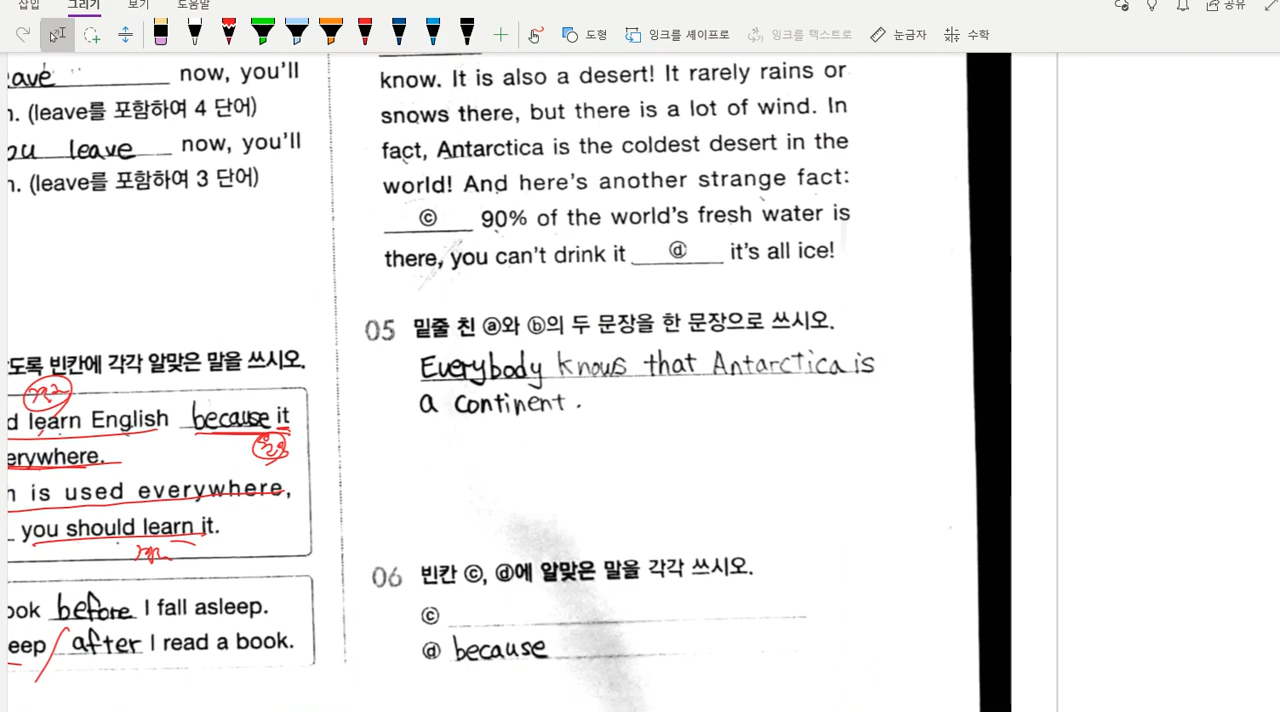 삽입 그리기 보기 도움말 공유
도형 잉크를 셰이프로 잉크를 텍스트로 눈금자 수학
ave now, you'll
n. (leave를 포함하여 4 단어)
ou leave now, you'll
n. (leave를 포함하여 3 단어)
도록 빈칸에 각각 알맞은 말을 쓰시오.
d learn English because it
erywhere.
n is used everywhere,
you should learn it.
ook before I fall asleep.
eep after I read a book.
know. It is also a desert! It rarely rains or
snows there, but there is a lot of wind. In
fact, Antarctica is the coldest desert in the
world! And here's another strange fact:
ⓒ 90% of the world's fresh water is
there, you can't drink it ⓓ it's all ice!
05 밑줄 친 ⓐ와 ⓑ의 두 문장을 한 문장으로 쓰시오.
Everybody knows that Antarctica is
a continent.
06 빈칸 ⓒ, ⓓ에 알맞은 말을 각각 쓰시오.
ⓒ
ⓓ because